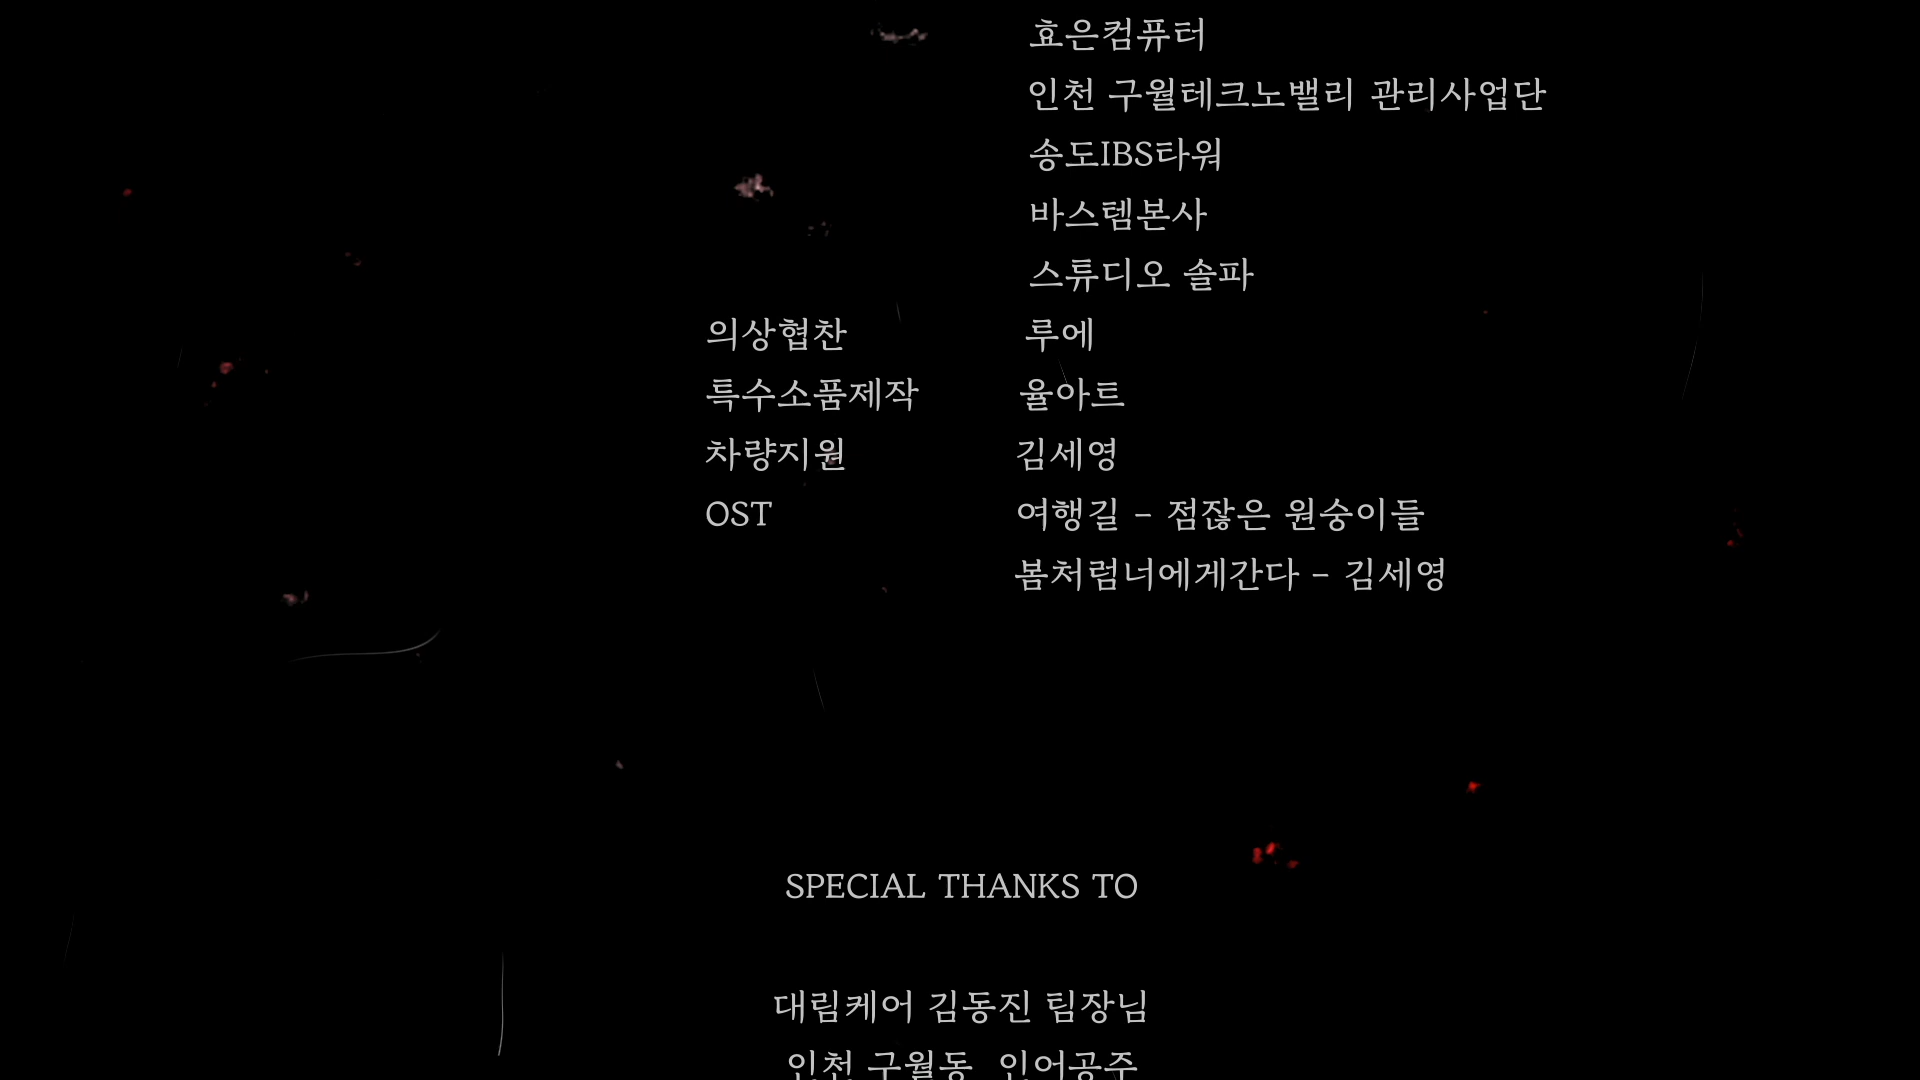 효은컴퓨터
인천 구월테크노밸리 관리사업단
송도IBS타워
바스템본사
스튜디오 솔파
의상협찬 루에
특수소품제작 율아트
차량지원 김세영
OST 여행길 - 점잖은 원숭이들
봄처럼너에게간다 - 김세영
SPECIAL THANKS TO
대림케어 김동진 팀장님
인천 구월동 인어공주